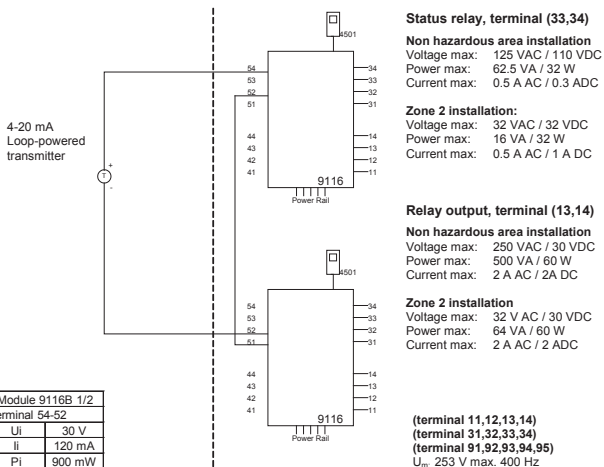 Status relay, terminal (33,34)
Non hazardous area installation
Voltage max: 125 VAC / 110 VDC
Power max: 62.5 VA / 32 W
Current max: 0.5 A AC / 0.3 ADC
Zone 2 installation:
Voltage max: 32 VAC / 32 VDC
Power max: 16 VA / 32 W
Current max: 0.5 A AC / 1 A DC
Relay output, terminal (13,14)
Non hazardous area installation
Voltage max: 250 VAC / 30 VDC
Power max: 500 VA / 60 W
Current max: 2 A AC / 2A DC
Zone 2 installation
Voltage max: 32 V AC / 30 VDC
Power max: 64 VA / 60 W
Current max: 2 A AC / 2 ADC
(terminal 11,12,13,14)
(terminal 31,32,33,34)
(terminal 91,92,93,94,95)
Um: 253 V max. 400 Hz
4-20 mA
Loop-powered
transmitter
+
T
-
4501
54 34
53 33
52 32
51 31
44 14
43 13
42 12
41 11
9116
Power Rail
4501
54 34
53 33
52 32
51 31
44 14
43 13
42 12
41 11
9116
Power Rail
Module 9116B 1/2
erminal 54-52
Ui 30 V
Ii 120 mA
Pi 900 mW